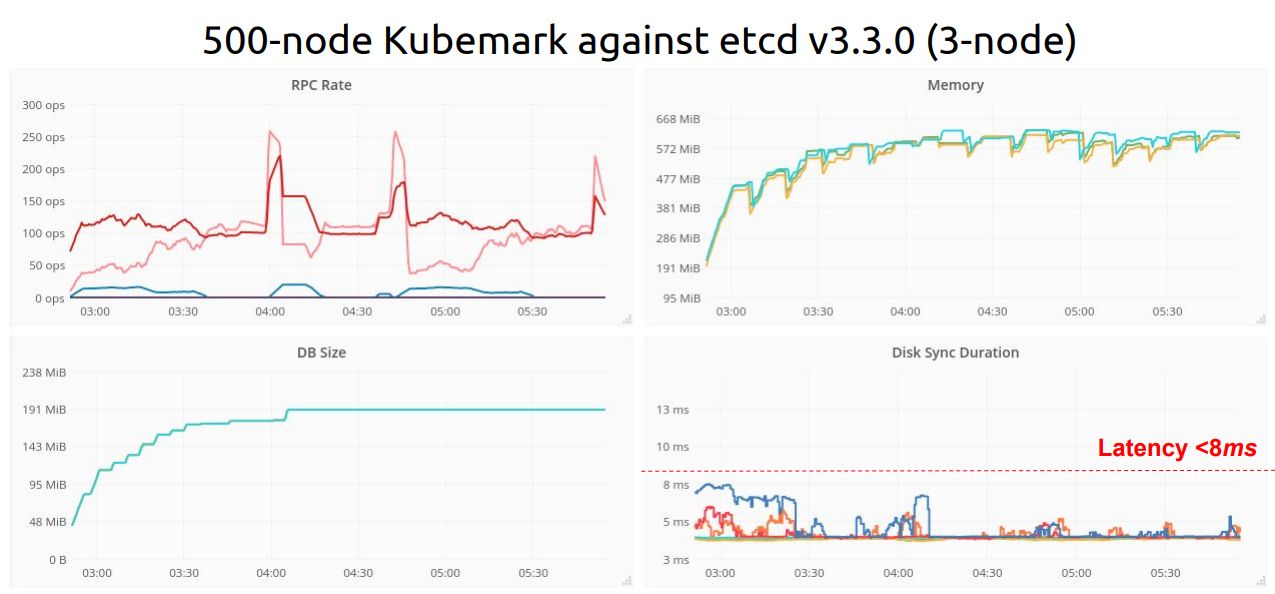 500-node Kubemark against etcd v3.3.0 (3-node)
RPC Rate
300 ops
250 ops
200 ops
150 ops
100 ops
50 ops
0 ops
03:00 03:30 04:00 04:30 05:00 05:30
Memory
668 MiB
572 MiB
477 MiB
381 MiB
286 MiB
191 MiB
95 MiB
03:00 03:30 04:00 04:30 05:00 05:30
DB Size
238 MiB
191 MiB
143 MiB
95 MiB
48 MiB
0 B
03:00 03:30 04:00 04:30 05:00 05:30
Disk Sync Duration
13 ms
10 ms
Latency <8ms
8 ms
5 ms
3 ms
03:00 03:30 04:00 04:30 05:00 05:30